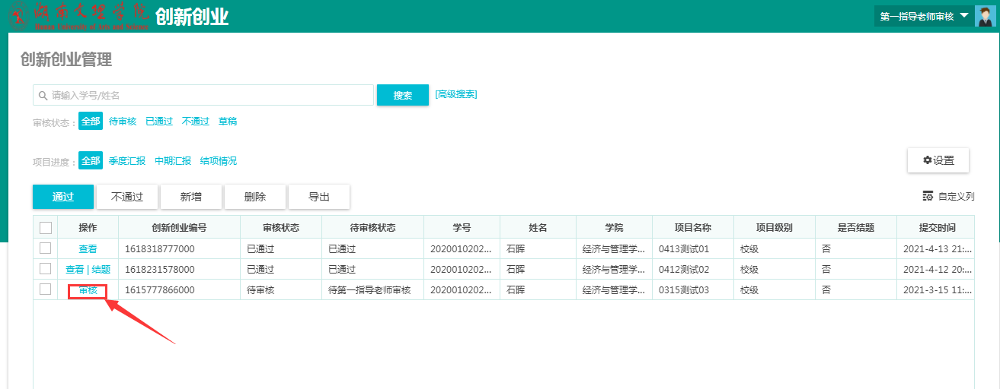 湖南文理学院 创新创业 第一指导老师审核
Hunan University of Arts and Science
创新创业管理
请输入学号/姓名 搜索 [高级搜索]
审核状态： 全部 待审核 已通过 不通过 草稿
项目进度： 全部 季度汇报 中期汇报 结项情况 设置
通过 不通过 新增 删除 导出 自定义列
操作 创新创业编号 审核状态 待审核状态 学号 姓名 学院 项目名称 项目级别 是否结题 提交时间
查看 1618318777000 已通过 已通过 2020010202... 石晖 经济与管理学... 0413测试01 校级 否 2021-4-13 21:...
查看 | 结题 1618231578000 已通过 已通过 2020010202... 石晖 经济与管理学... 0412测试02 校级 否 2021-4-12 20:...
审核 1615777866000 待审核 待第一指导老师审核 2020010202... 石晖 经济与管理学... 0315测试03 校级 否 2021-3-15 11:...